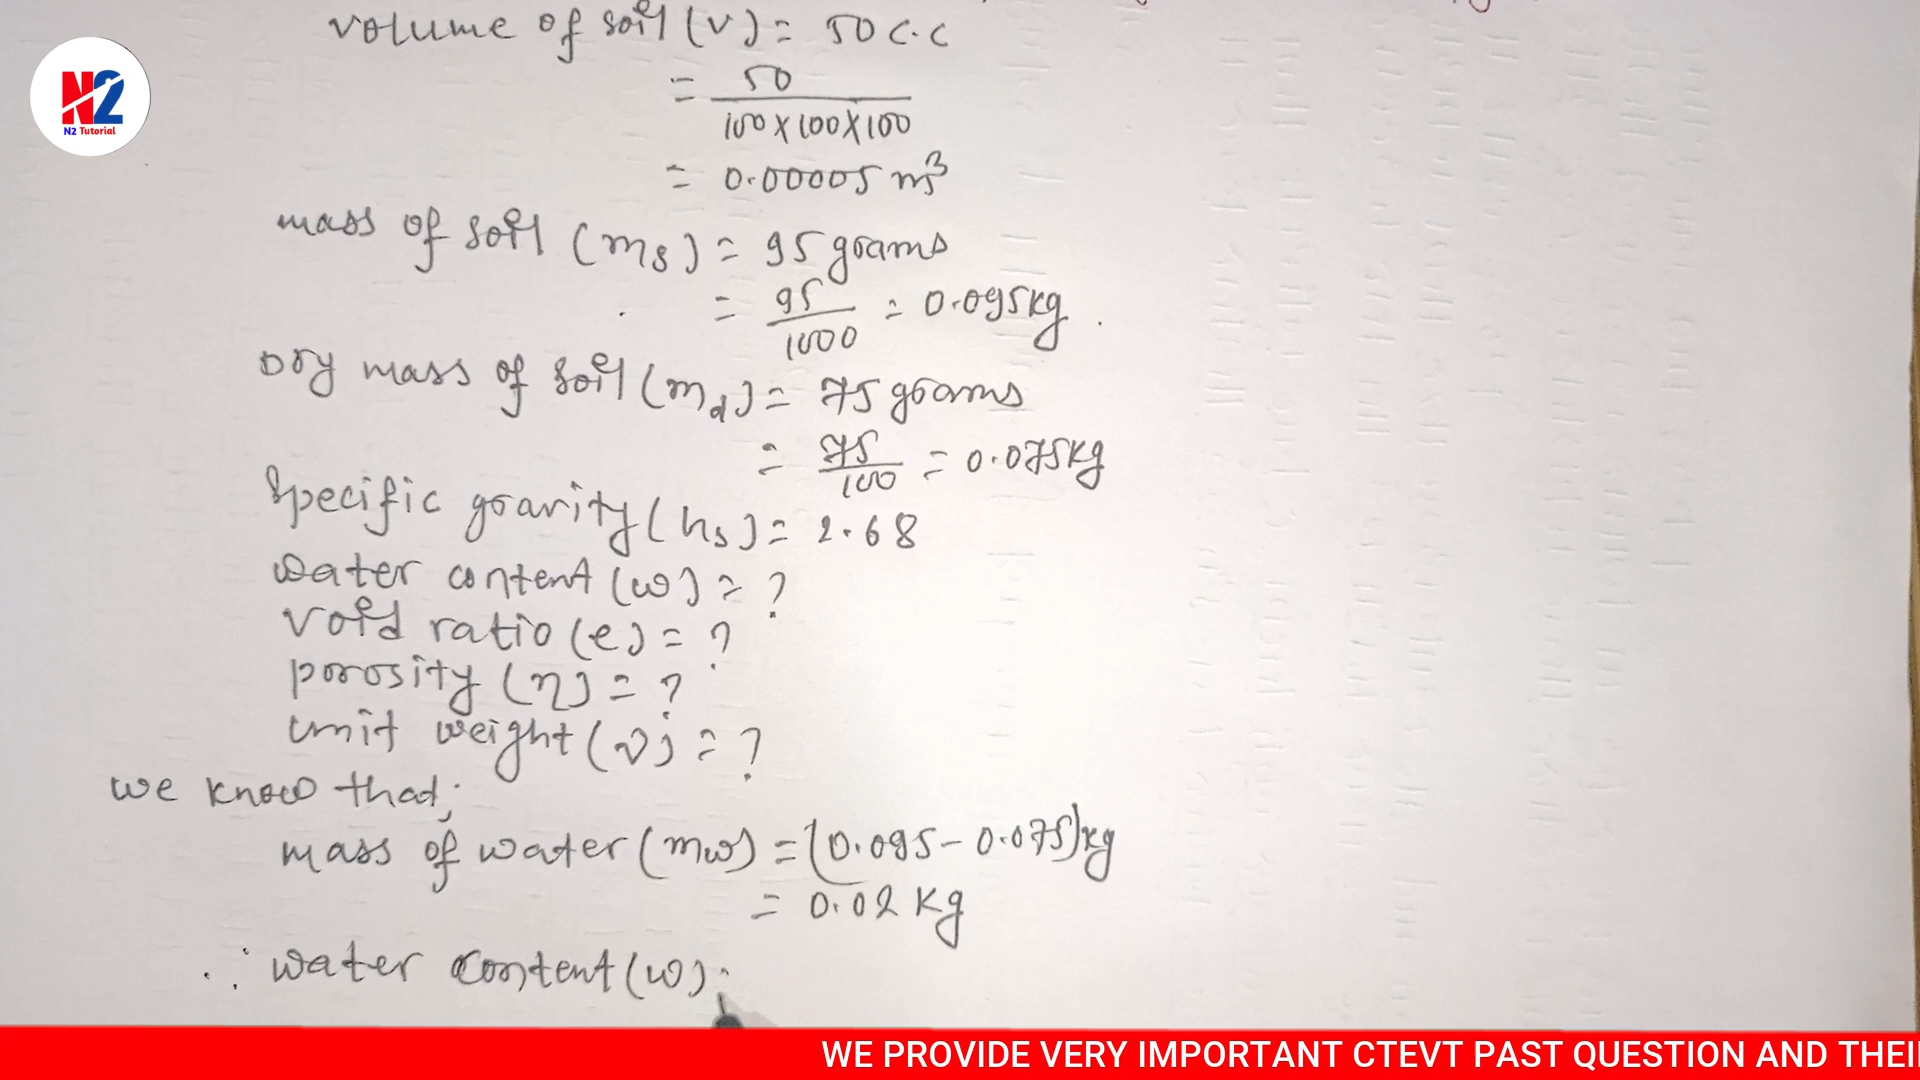 volume of soil (v) = 50 c.c
= 50
100 x 100 x 100
= 0.00005 m³
N2
N2 Tutorial
mass of soil (ms) = 95 grams
= 95/1000 = 0.095kg.
Dry mass of soil (md) = 75 grams
= 75/100 = 0.075kg
Specific gravity (hs) = 2.68
water content (w) = ?
void ratio (e) = ?
porosity (η) = ?
unit weight (γ) = ?
we know that;
mass of water (mw) = (0.095 - 0.075) kg
= 0.02 kg
∴ water content (w)
WE PROVIDE VERY IMPORTANT CTEVT PAST QUESTION AND THEI